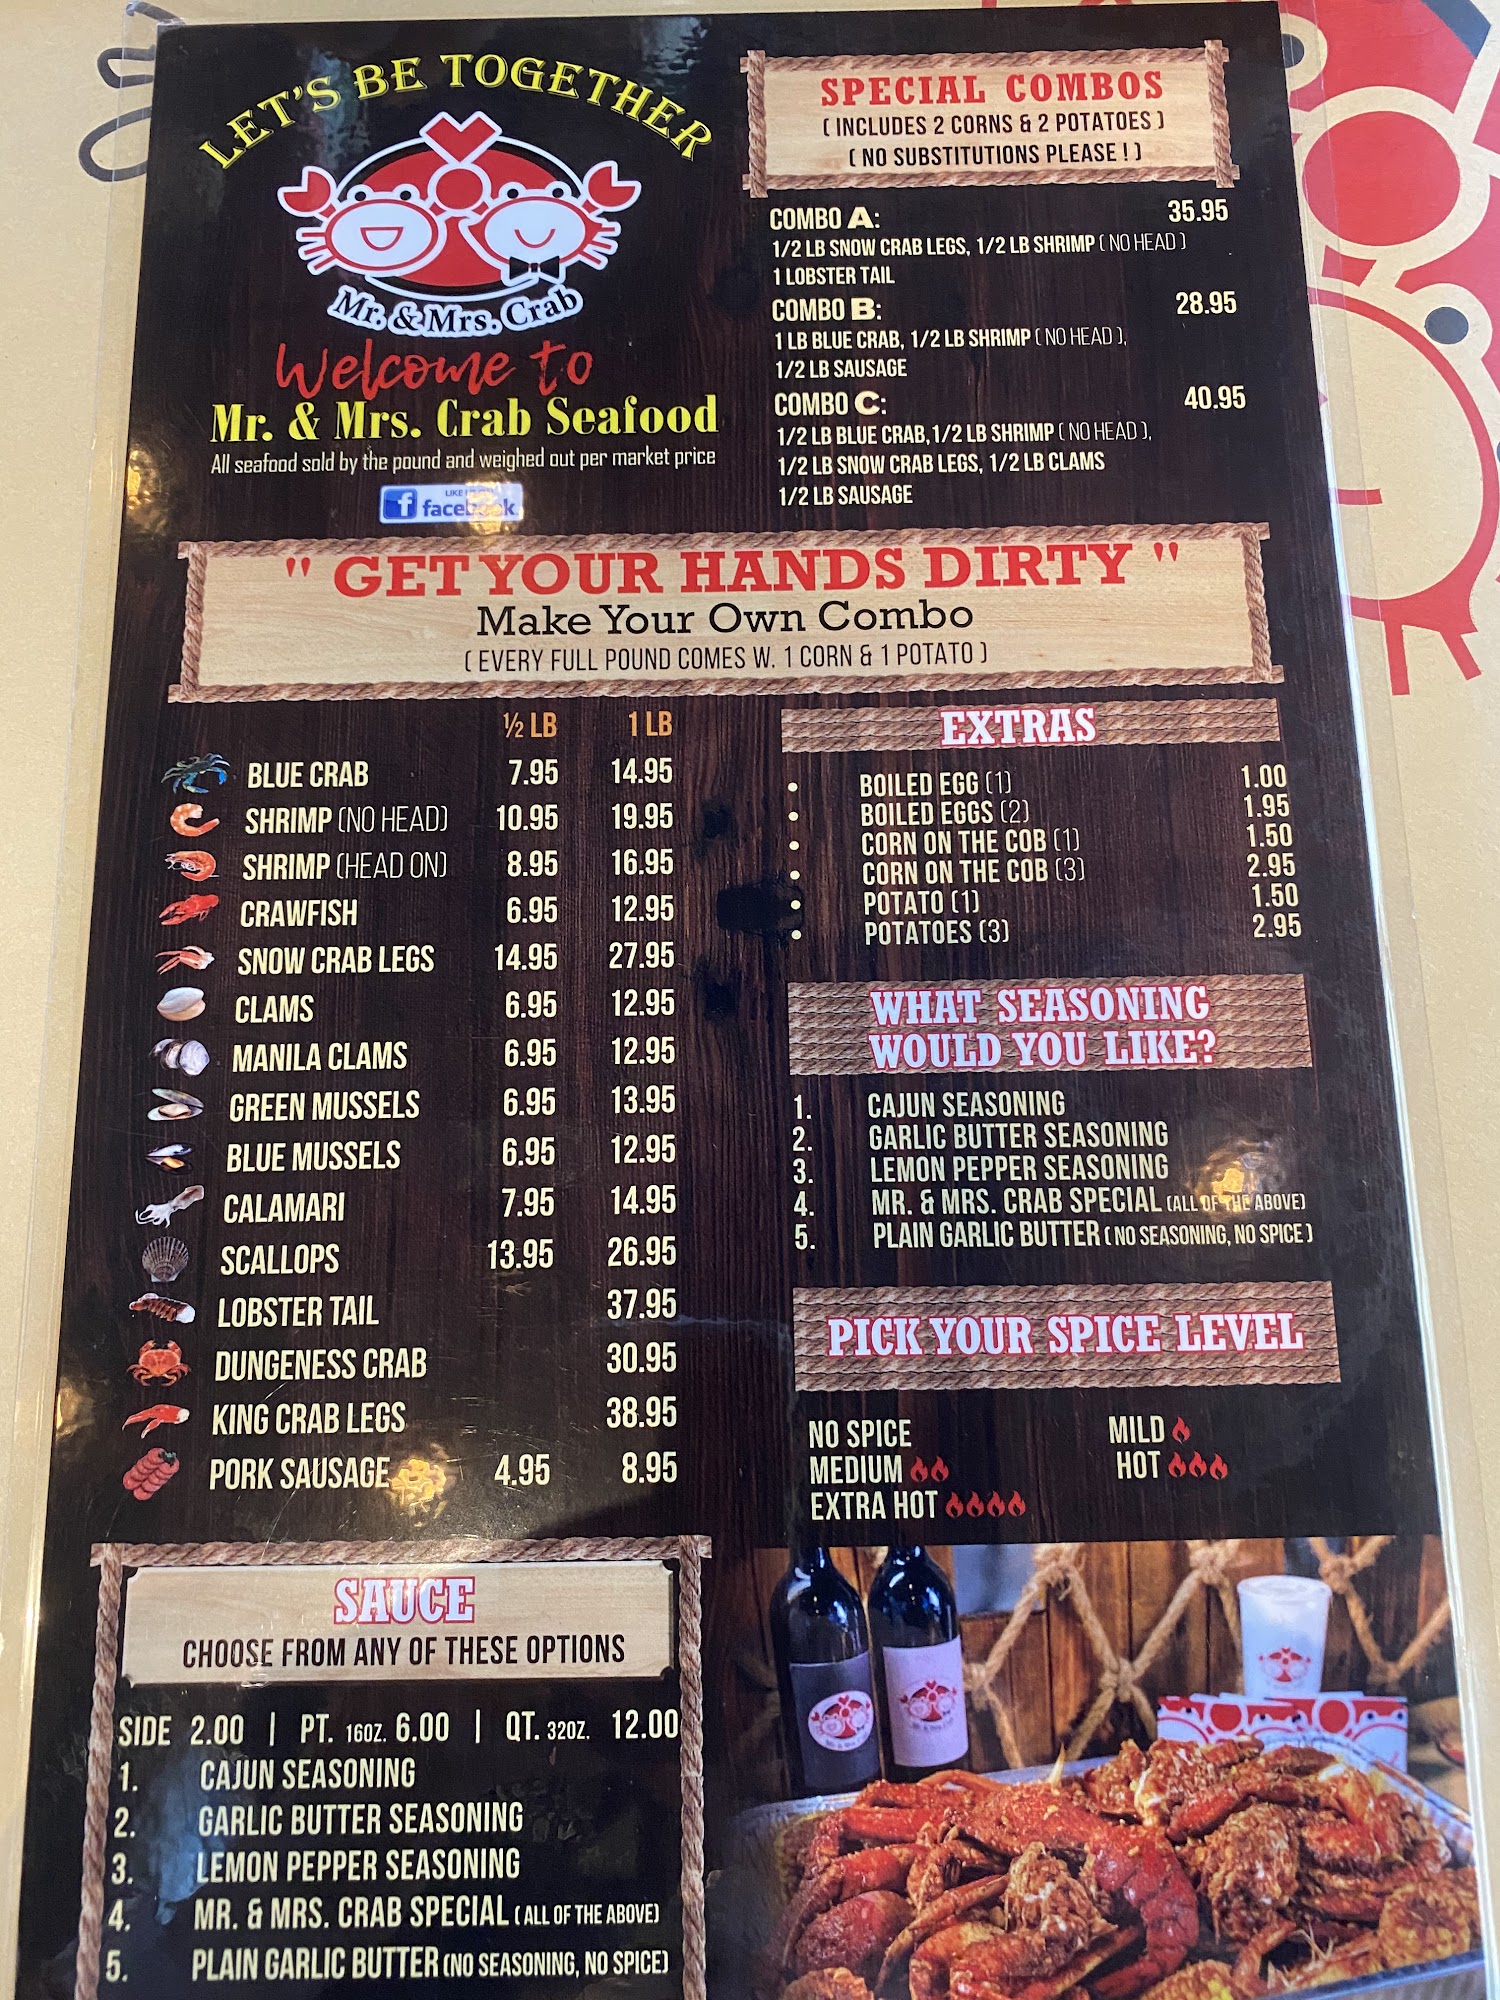 LET'S BE TOGETHER
Mr. & Mrs. Crab
Welcome to
Mr. & Mrs. Crab Seafood
All seafood sold by the pound and weighed out per market price
LIKE
facebook
SPECIAL COMBOS
( INCLUDES 2 CORNS & 2 POTATOES )
( NO SUBSTITUTIONS PLEASE ! )
COMBO A: 35.95
1/2 LB SNOW CRAB LEGS, 1/2 LB SHRIMP ( NO HEAD )
1 LOBSTER TAIL
COMBO B: 28.95
1 LB BLUE CRAB, 1/2 LB SHRIMP ( NO HEAD ),
1/2 LB SAUSAGE
COMBO C: 40.95
1/2 LB BLUE CRAB, 1/2 LB SHRIMP ( NO HEAD ),
1/2 LB SNOW CRAB LEGS, 1/2 LB CLAMS
1/2 LB SAUSAGE
" GET YOUR HANDS DIRTY "
Make Your Own Combo
( EVERY FULL POUND COMES W. 1 CORN & 1 POTATO )
½ LB 1 LB
BLUE CRAB 7.95 14.95
SHRIMP (NO HEAD) 10.95 19.95
SHRIMP (HEAD ON) 8.95 16.95
CRAWFISH 6.95 12.95
SNOW CRAB LEGS 14.95 27.95
CLAMS 6.95 12.95
MANILA CLAMS 6.95 12.95
GREEN MUSSELS 6.95 13.95
BLUE MUSSELS 6.95 12.95
CALAMARI 7.95 14.95
SCALLOPS 13.95 26.95
LOBSTER TAIL 37.95
DUNGENESS CRAB 30.95
KING CRAB LEGS 38.95
PORK SAUSAGE 4.95 8.95
EXTRAS
• BOILED EGG (1) 1.00
• BOILED EGGS (2) 1.95
• CORN ON THE COB (1) 1.50
• CORN ON THE COB (3) 2.95
• POTATO (1) 1.50
• POTATOES (3) 2.95
WHAT SEASONING
WOULD YOU LIKE?
1. CAJUN SEASONING
2. GARLIC BUTTER SEASONING
3. LEMON PEPPER SEASONING
4. MR. & MRS. CRAB SPECIAL (ALL OF THE ABOVE)
5. PLAIN GARLIC BUTTER ( NO SEASONING, NO SPICE )
PICK YOUR SPICE LEVEL
NO SPICE MILD
MEDIUM HOT
EXTRA HOT
SAUCE
CHOOSE FROM ANY OF THESE OPTIONS
SIDE 2.00 | PT. 16OZ. 6.00 | QT. 32OZ. 12.00
1. CAJUN SEASONING
2. GARLIC BUTTER SEASONING
3. LEMON PEPPER SEASONING
4. MR. & MRS. CRAB SPECIAL ( ALL OF THE ABOVE)
5. PLAIN GARLIC BUTTER (NO SEASONING, NO SPICE)